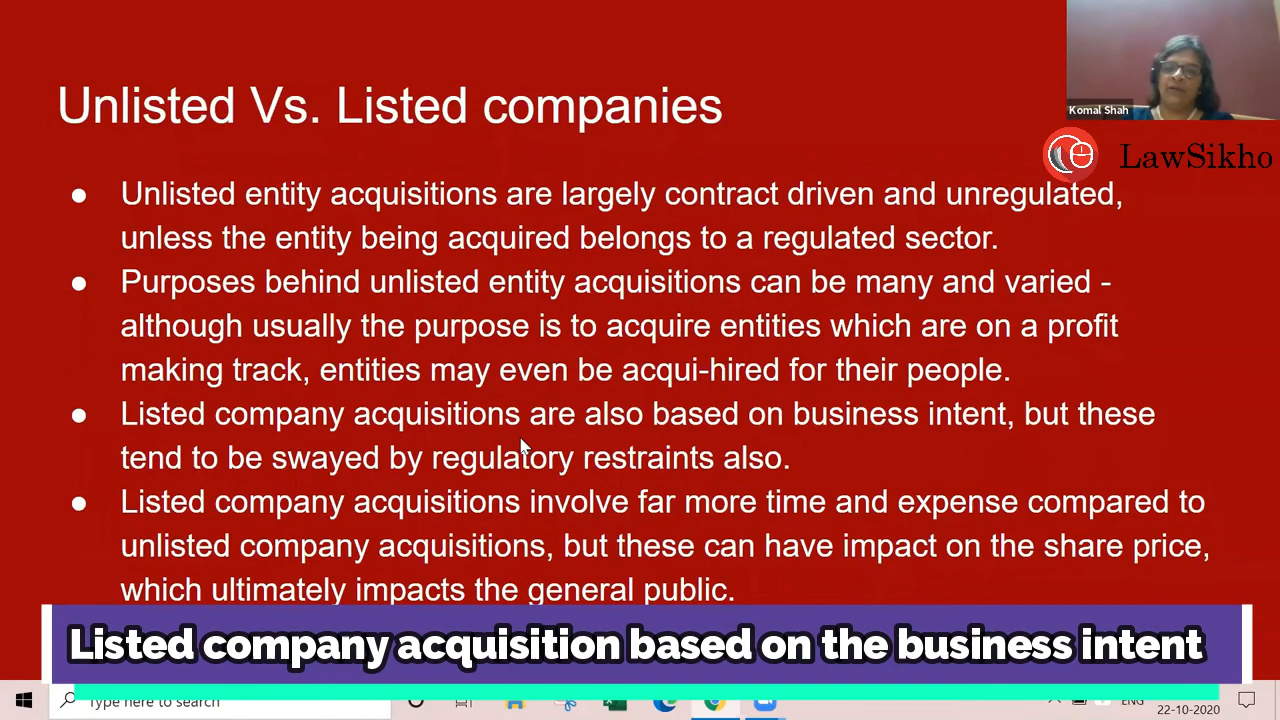 Unlisted Vs. Listed companies
Komal Shah
LawSikho
● Unlisted entity acquisitions are largely contract driven and unregulated,
unless the entity being acquired belongs to a regulated sector.
● Purposes behind unlisted entity acquisitions can be many and varied -
although usually the purpose is to acquire entities which are on a profit
making track, entities may even be acqui-hired for their people.
● Listed company acquisitions are also based on business intent, but these
tend to be swayed by regulatory restraints also.
● Listed company acquisitions involve far more time and expense compared to
unlisted company acquisitions, but these can have impact on the share price,
which ultimately impacts the general public.
Listed company acquisition based on the business intent
Type here to search
ENG
22-10-2020